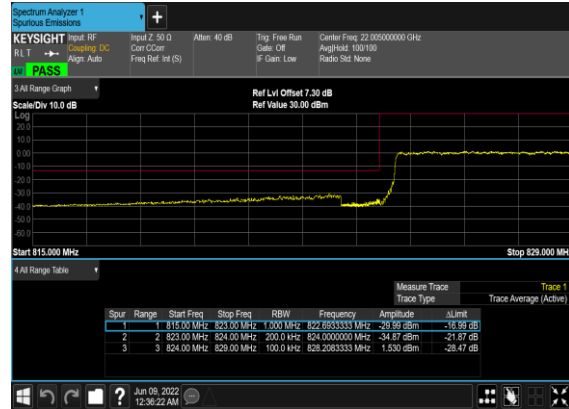 Spectrum Analyzer 1
Spurious Emissions
+
KEYSIGHT Input: RF Input Z: 50 Ω Atten: 40 dB Trig: Free Run Center Freq: 22.005000000 GHz
RLT Coupling: DC Corr CCorr Gate: Off Avg|Hold: 100/100
Align: Auto Freq Ref: Int (S) IF Gain: Low Radio Std: None
LM PASS
3 All Range Graph
Ref Lvl Offset 7.30 dB
Scale/Div 10.0 dB Ref Value 30.00 dBm
Log
20.0
10.0
0.00
-10.0
-20.0
-30.0
-40.0
-50.0
-60.0
Start 815.000 MHz Stop 829.000 MH
4 All Range Table
Measure Trace Trace 1
Trace Type Trace Average (Active)
Spur Range Start Freq Stop Freq RBW Frequency Amplitude ΔLimit
1 1 815.00 MHz 823.00 MHz 1.000 MHz 822.6933333 MHz -29.99 dBm -16.99 dB
2 2 823.00 MHz 824.00 MHz 200.0 kHz 824.0000000 MHz -34.87 dBm -21.87 dB
3 3 824.00 MHz 829.00 MHz 100.0 kHz 828.2083333 MHz 1.530 dBm -28.47 dB
? Jun 09, 2022
12:36:22 AM